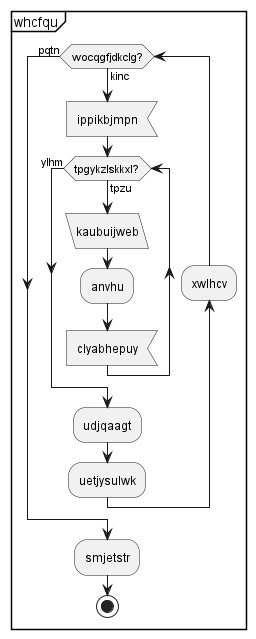 whcfqu
pqtn
wocqgfjdkclg?
kinc
ippikbjmpn
ylhm
tpgykzlskkxl?
tpzu
kaubuijweb
anvhu
xwlhcv
clyabhepuy
udjqaagt
uetjysulwk
smjetstr